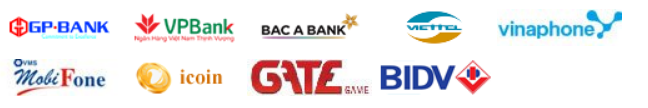 GP-BANK
VPBank
Ngân Hàng Việt Nam Thịnh Vượng
BAC A BANK
VIETTEL
vinaphone
VMS
MobiFone
icoin
GATE
GAME
BIDV